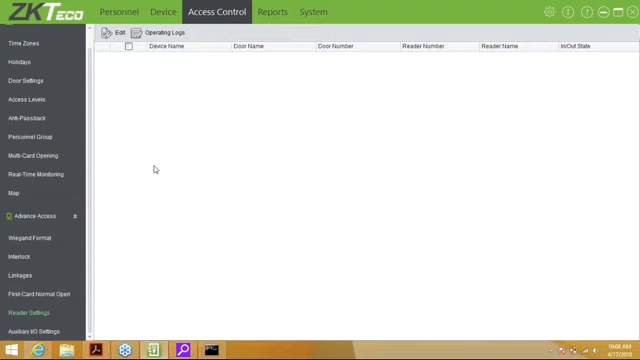 ZKTeco Personnel Device Access Control Reports System
Edit Operating Logs
Device Name Door Name Door Number Reader Number Reader Name In/Out State
Time Zones
Holidays
Door Settings
Access Levels
Anti-Passback
Personnel Group
Multi-Card Opening
Real-Time Monitoring
Map
Advance Access
Wiegand Format
Interlock
Linkages
First-Card Normal Open
Reader Settings
Auxiliary I/O Settings
10:08 AM